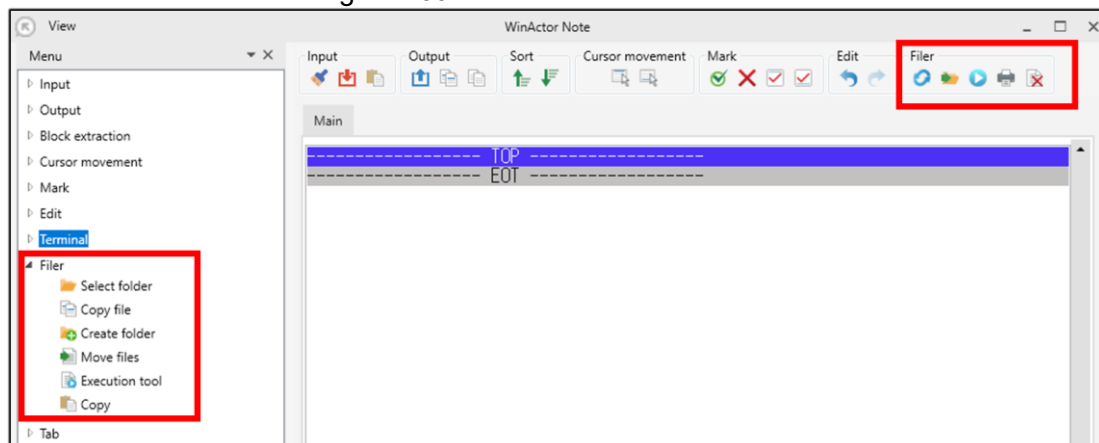 View
WinActor Note
Menu
Input
Output
Block extraction
Cursor movement
Mark
Edit
Terminal
Filer
Select folder
Copy file
Create folder
Move files
Execution tool
Copy
Tab
Input
Output
Sort
Cursor movement
Mark
Edit
Filer
Main
------------------ TOP ------------------
------------------ EOT ------------------